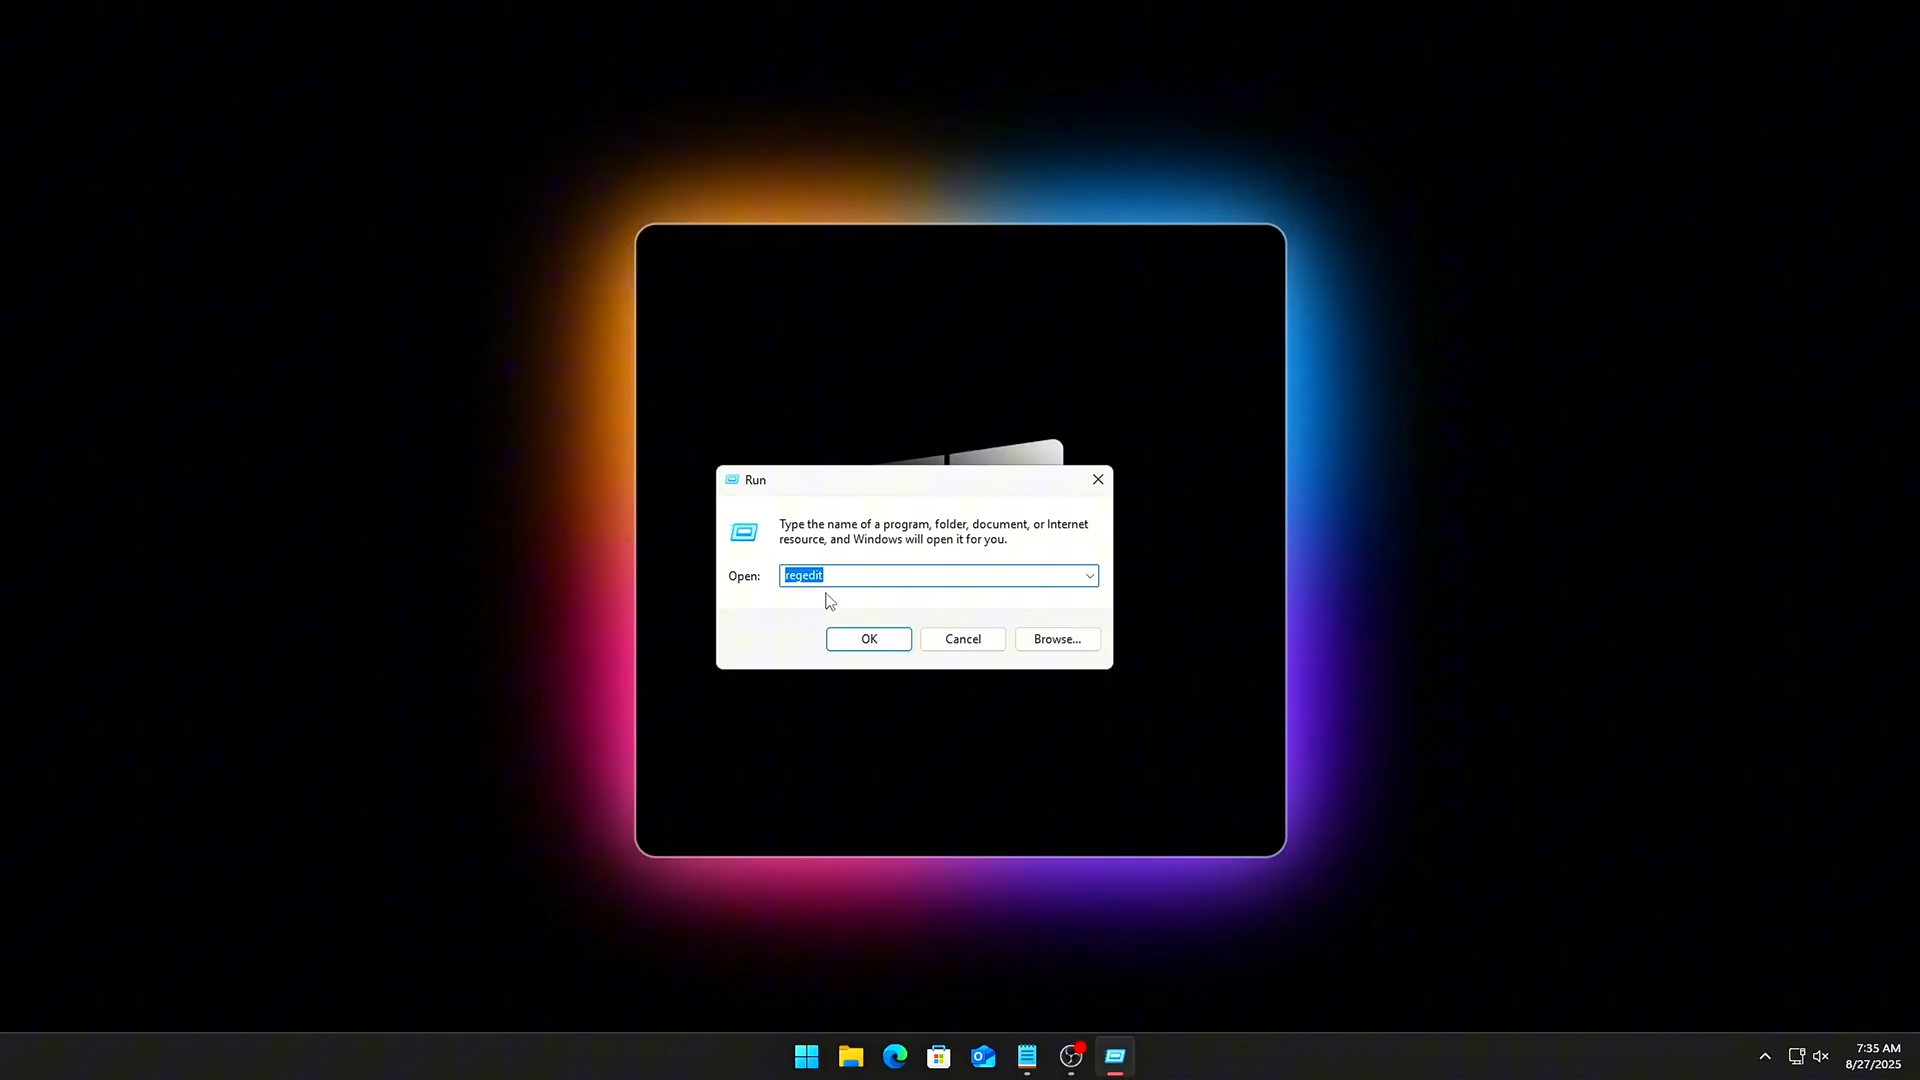 Run
Type the name of a program, folder, document, or Internet
resource, and Windows will open it for you.
Open:
regedit
OK
Cancel
Browse...
7:35 AM
8/27/2025